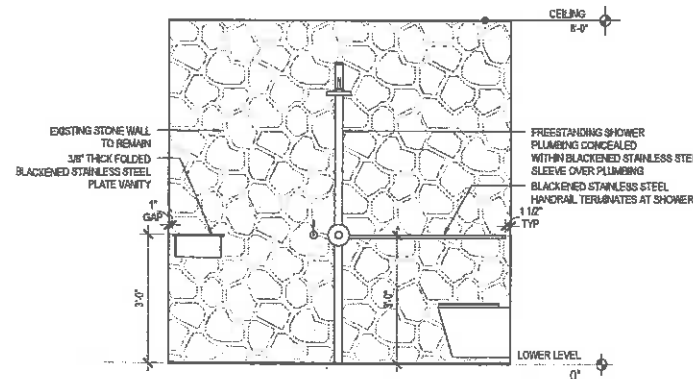 CEILING
8'-0"
EXISTING STONE WALL
TO REMAIN
3/8" THICK FOLDED
BLACKENED STAINLESS STEEL
PLATE VANITY
1"
GAP
3'-0"
FREESTANDING SHOWER
PLUMBING CONCEALED
WITHIN BLACKENED STAINLESS STE
SLEEVE OVER PLUMBING
BLACKENED STAINLESS STEEL
HANDRAIL TERMINATES AT SHOWER
1 1/2"
TYP
3'-0"
LOWER LEVEL
0"